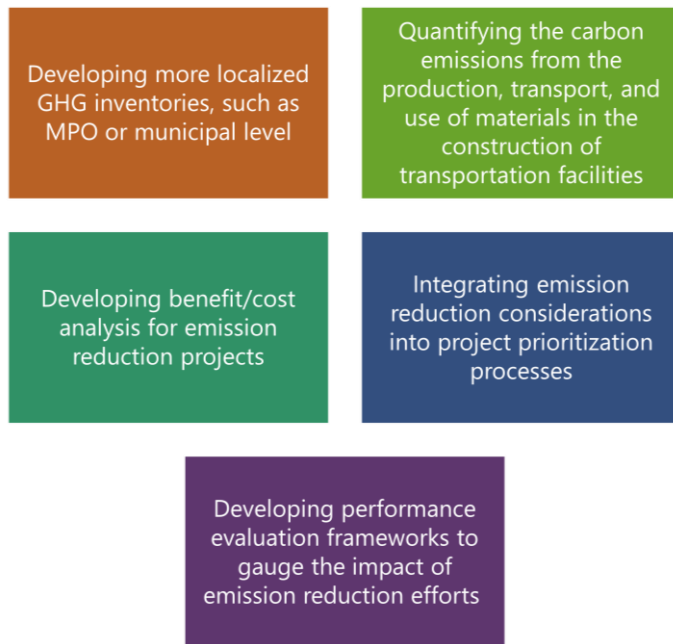 Developing more localized
GHG inventories, such as
MPO or municipal level
Quantifying the carbon
emissions from the
production, transport, and
use of materials in the
construction of
transportation facilities
Developing benefit/cost
analysis for emission
reduction projects
Integrating emission
reduction considerations
into project prioritization
processes
Developing performance
evaluation frameworks to
gauge the impact of
emission reduction efforts